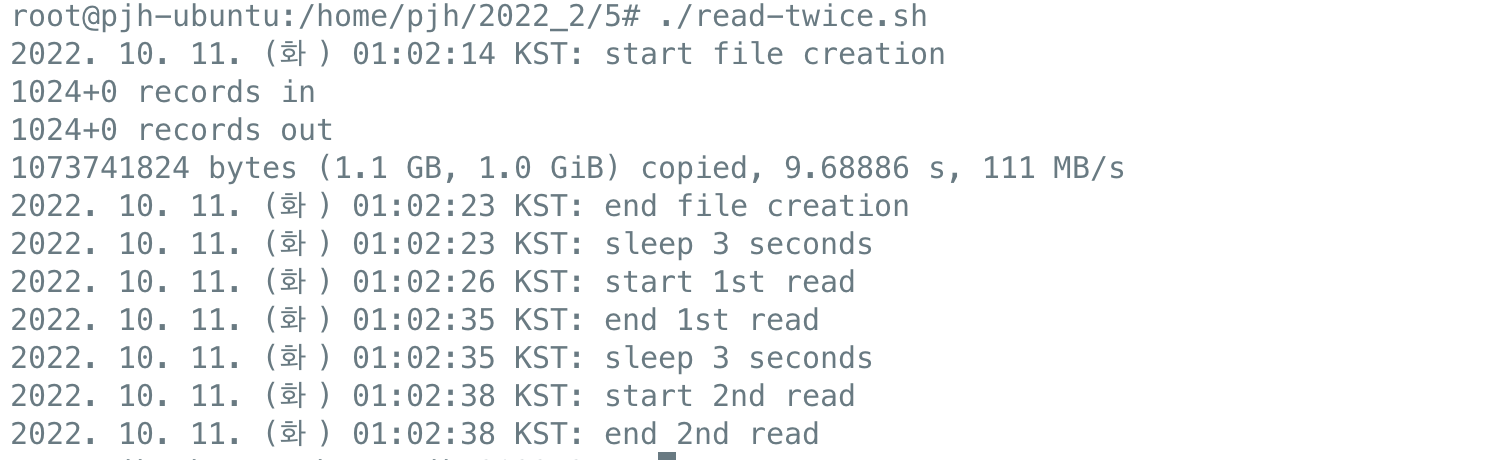 root@pjh-ubuntu:/home/pjh/2022_2/5# ./read-twice.sh
2022. 10. 11. (화 ) 01:02:14 KST: start file creation
1024+0 records in
1024+0 records out
1073741824 bytes (1.1 GB, 1.0 GiB) copied, 9.68886 s, 111 MB/s
2022. 10. 11. (화 ) 01:02:23 KST: end file creation
2022. 10. 11. (화 ) 01:02:23 KST: sleep 3 seconds
2022. 10. 11. (화 ) 01:02:26 KST: start 1st read
2022. 10. 11. (화 ) 01:02:35 KST: end 1st read
2022. 10. 11. (화 ) 01:02:35 KST: sleep 3 seconds
2022. 10. 11. (화 ) 01:02:38 KST: start 2nd read
2022. 10. 11. (화 ) 01:02:38 KST: end 2nd read